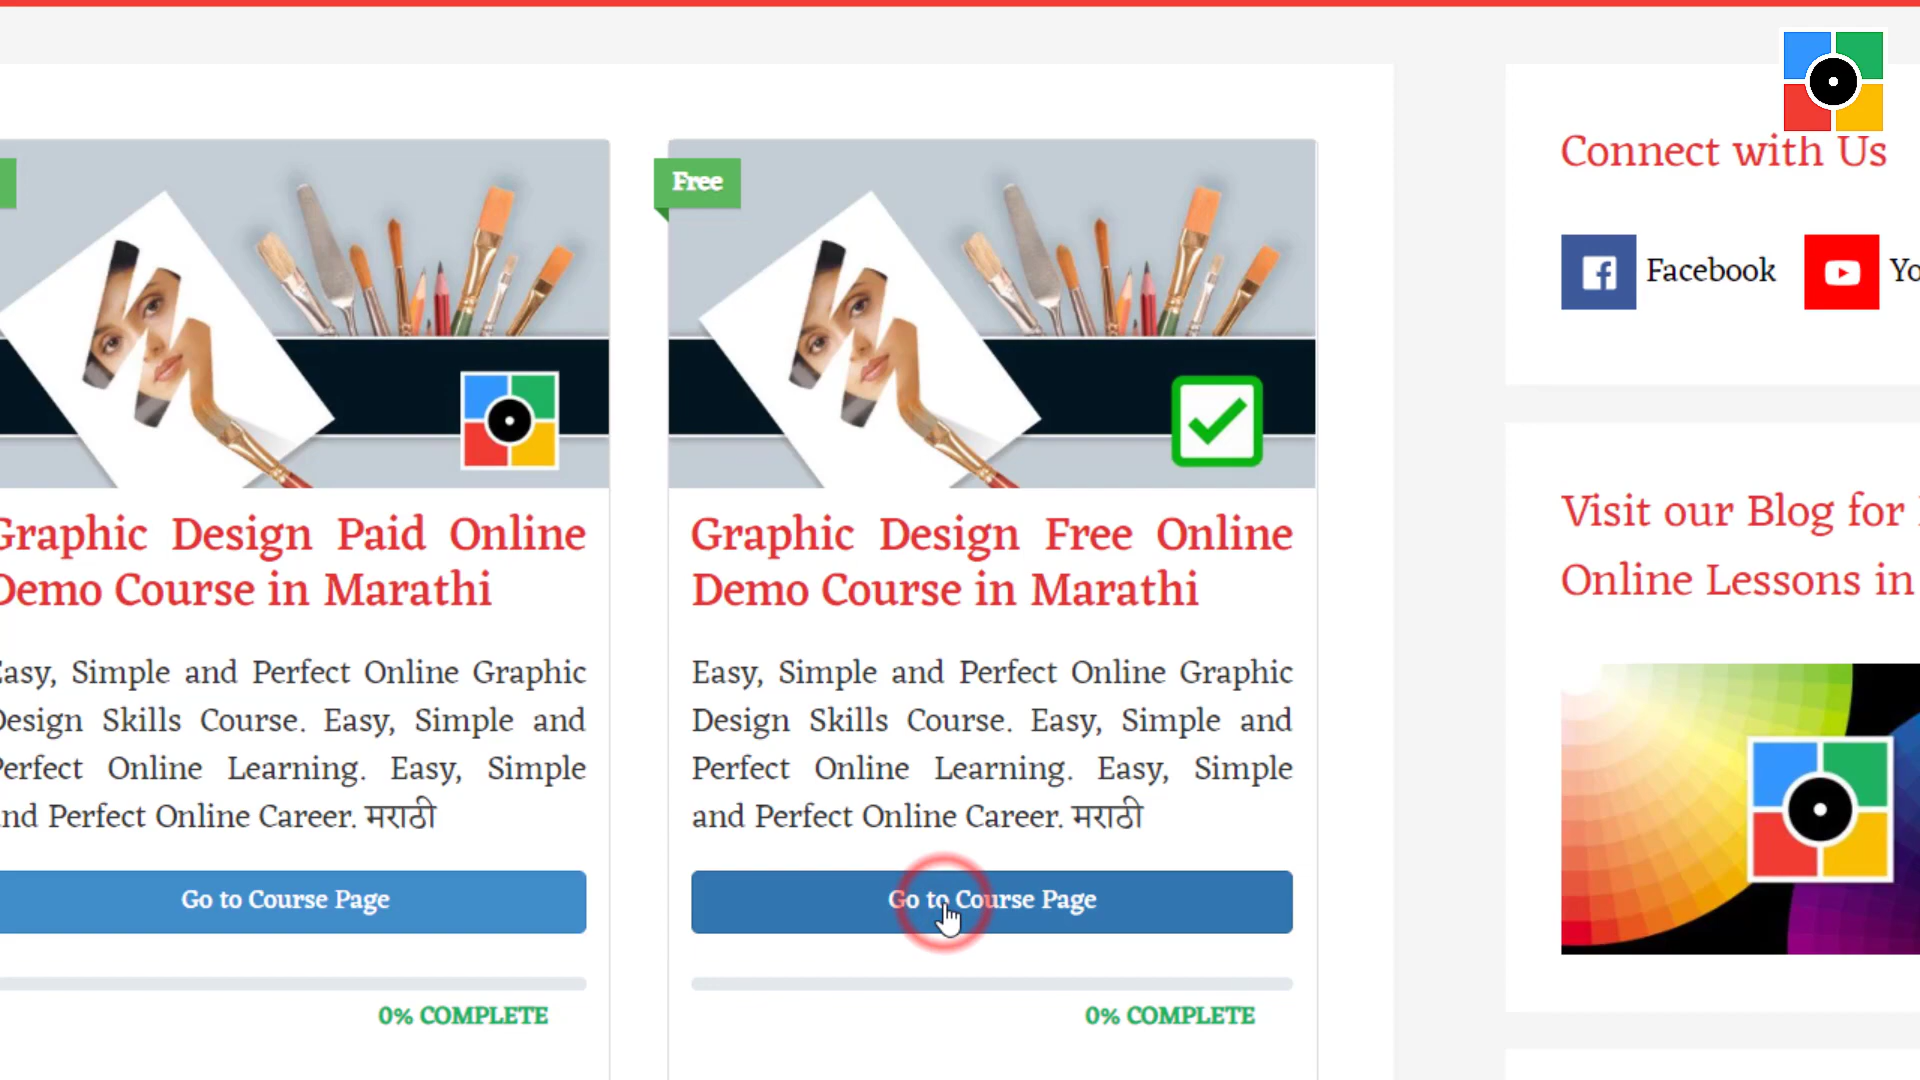 Connect with Us
Free
Facebook
Yo
Graphic Design Paid Online
Demo Course in Marathi
Easy, Simple and Perfect Online Graphic
Design Skills Course. Easy, Simple and
Perfect Online Learning. Easy, Simple
and Perfect Online Career. मराठी
Go to Course Page
0% COMPLETE
Graphic Design Free Online
Demo Course in Marathi
Easy, Simple and Perfect Online Graphic
Design Skills Course. Easy, Simple and
Perfect Online Learning. Easy, Simple
and Perfect Online Career. मराठी
Go to Course Page
0% COMPLETE
Visit our Blog for
Online Lessons in